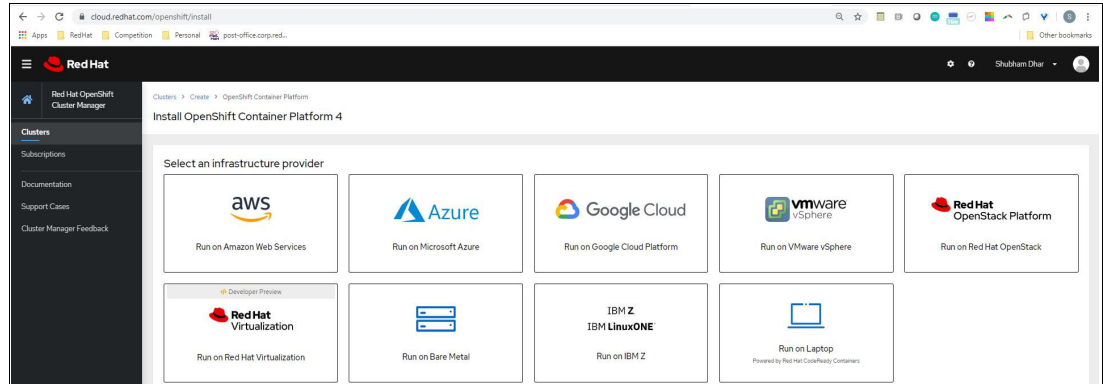 cloud.redhat.com/openshift/install
Apps RedHat Competition Personal post-office.corp.red... Other bookmarks
Red Hat Shubham Dhar
S
Red Hat OpenShift
Cluster Manager
Clusters
Subscriptions
Documentation
Support Cases
Cluster Manager Feedback
Clusters > Create > OpenShift Container Platform
Install OpenShift Container Platform 4
Select an infrastructure provider
aws
Run on Amazon Web Services
Azure
Run on Microsoft Azure
Google Cloud
Run on Google Cloud Platform
vmware
vSphere
Run on VMware vSphere
Red Hat
OpenStack Platform
Run on Red Hat OpenStack
</> Developer Preview
Red Hat
Virtualization
Run on Red Hat Virtualization
Run on Bare Metal
IBM Z
IBM LinuxONE
Run on IBM Z
Run on Laptop
Powered by Red Hat CodeReady Containers